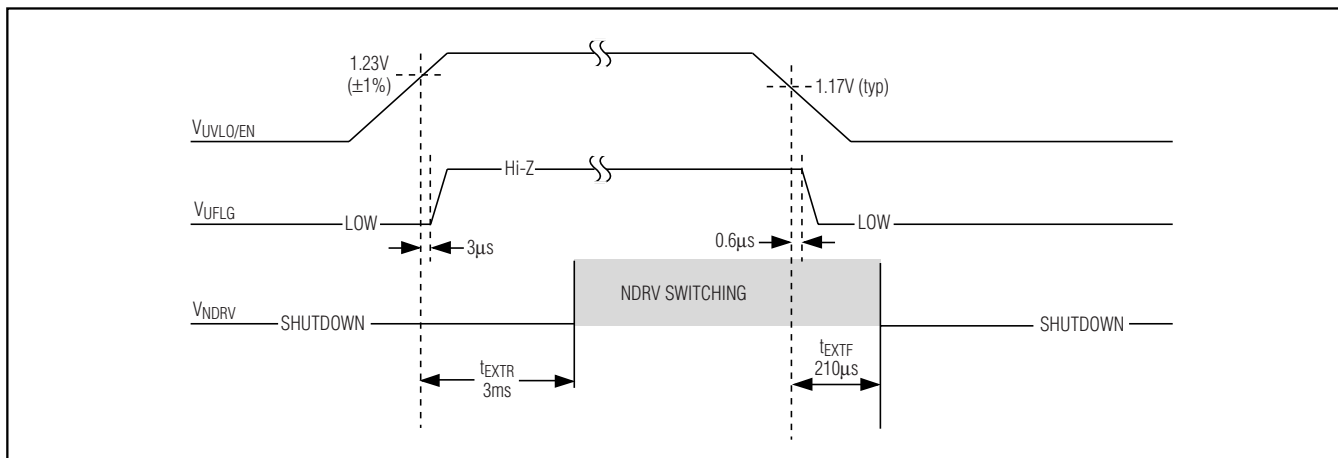 1.23V
(±1%)
1.17V (typ)
VUVLO/EN
Hi-Z
VUFLG
LOW
LOW
3µs
0.6µs
NDRV SWITCHING
VNDRV
SHUTDOWN
SHUTDOWN
tEXTR
3ms
tEXTF
210µs